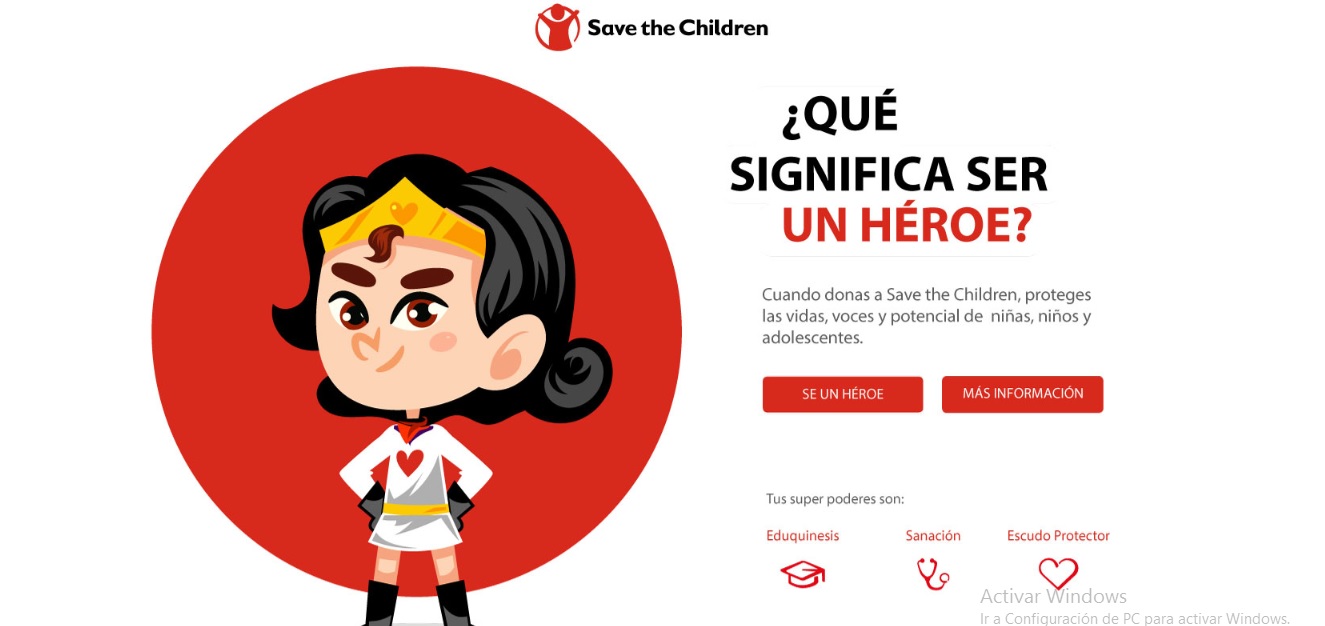 Save the Children
¿QUÉ
SIGNIFICA SER
UN HÉROE?
Cuando donas a Save the Children, proteges
las vidas, voces y potencial de niñas, niños y
adolescentes.
SE UN HÉROE
MÁS INFORMACIÓN
Tus super poderes son:
Eduquinesis
Sanación
Escudo Protector
Activar Windows
Ir a Configuración de PC para activar Windows.